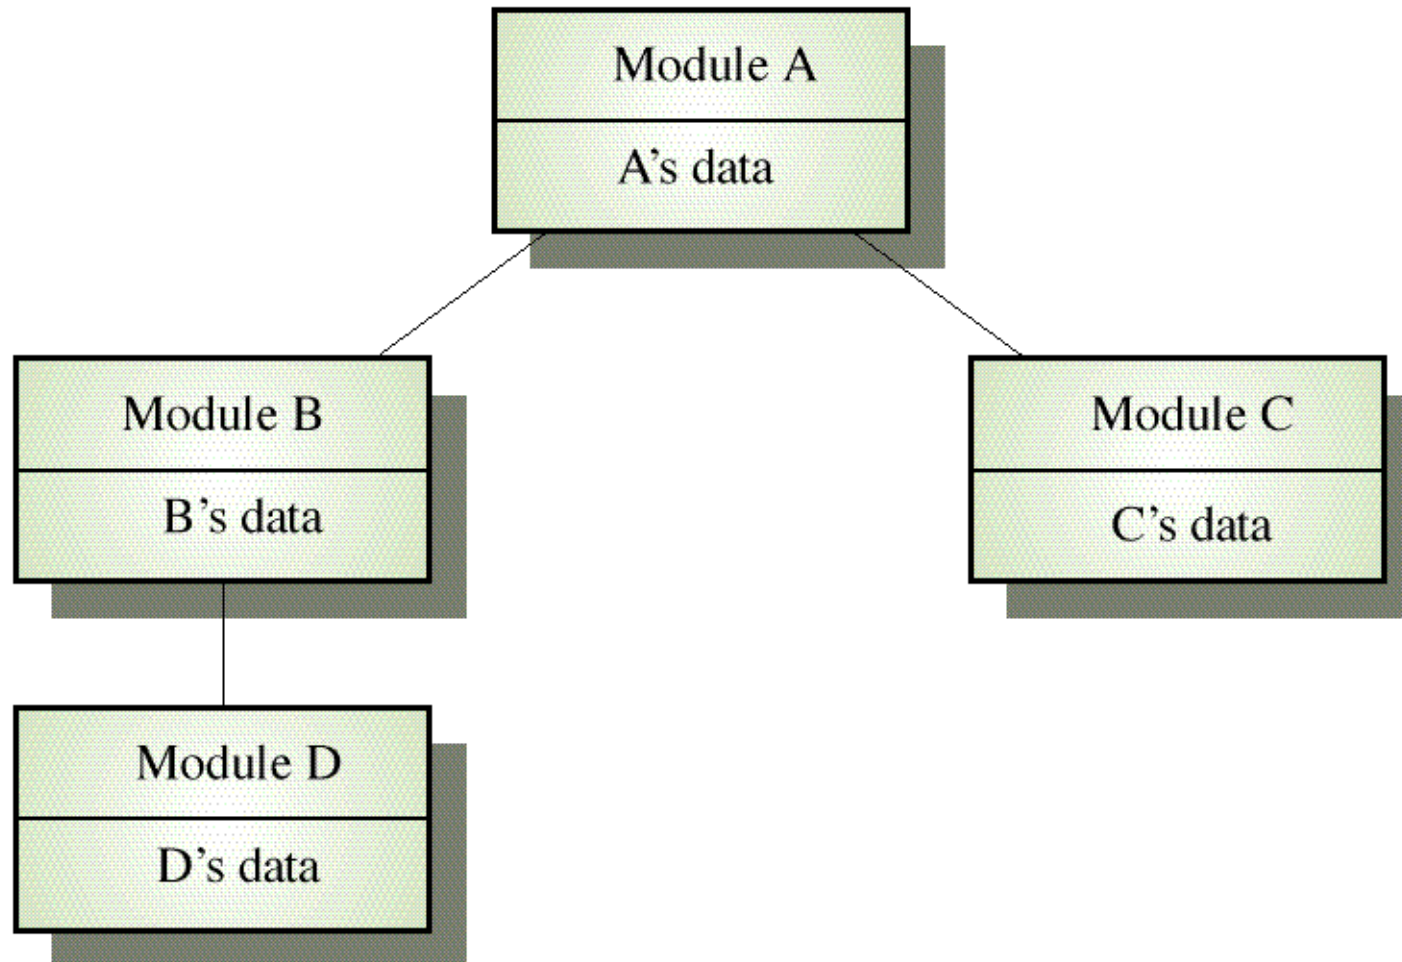 Module A
A’s data
Module B
B’s data
Module C
C’s data
Module D
D’s data